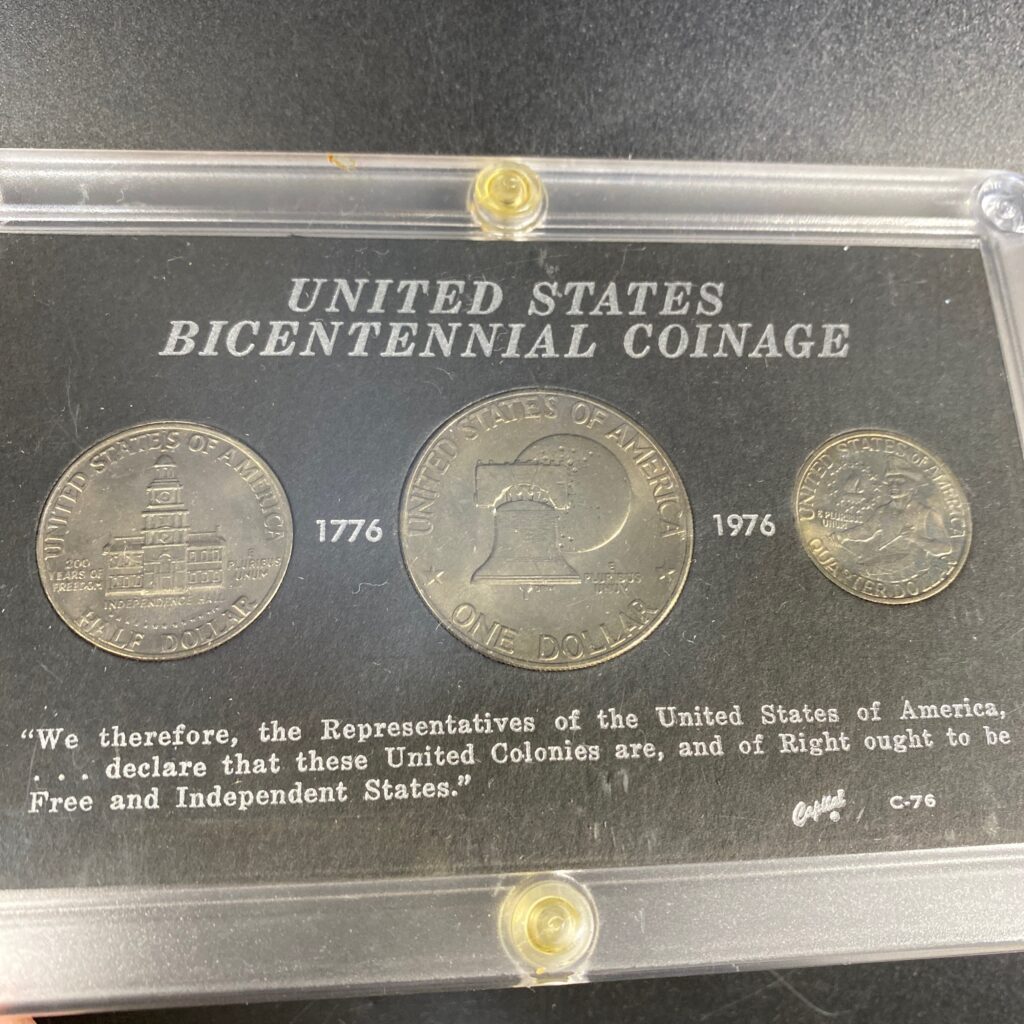 UNITED STATES
BICENTENNIAL COINAGE
UNITED STATES OF AMERICA
200
YEARS OF
FREEDOM
E
PLURIBUS
UNUM
INDEPENDENCE HALL
HALF DOLLAR
1776
UNITED STATES OF AMERICA
E
PLURIBUS
UNUM
ONE DOLLAR
1976
UNITED STATES OF AMERICA
E PLURIBUS
UNUM
QUARTER DOLLAR
“We therefore, the Representatives of the United States of America,
. . . declare that these United Colonies are, and of Right ought to be
Free and Independent States.”
Capital ®
C-76